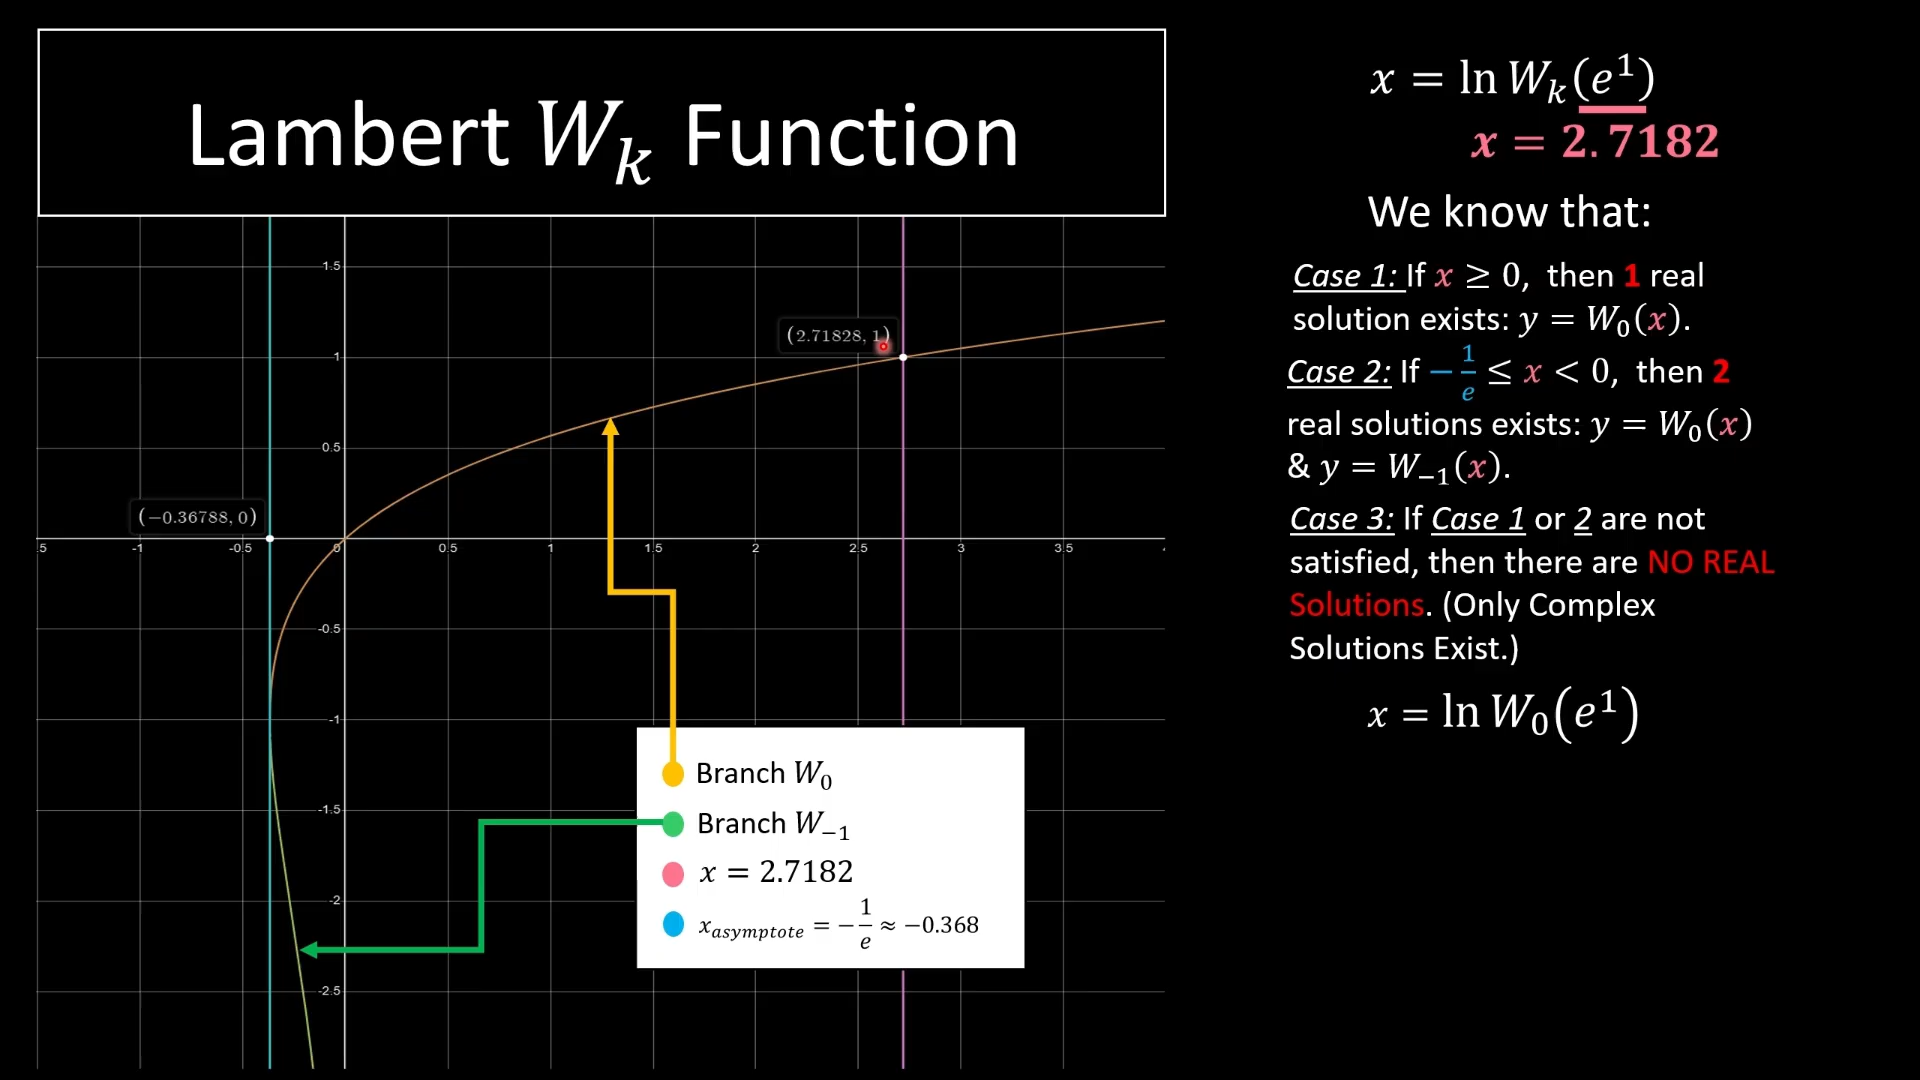 Lambert W_k Function
x = ln W_k(e^1)
x = 2.7182
We know that:
Case 1: If x ≥ 0, then 1 real
solution exists: y = W_0(x).
Case 2: If −1/e ≤ x < 0, then 2
real solutions exists: y = W_0(x)
& y = W_−1(x).
Case 3: If Case 1 or 2 are not
satisfied, then there are NO REAL
Solutions. (Only Complex
Solutions Exist.)
x = ln W_0(e^1)
1.5
(2.71828, 1)
1
0.5
(−0.36788, 0)
.5 -1 -0.5 0 0.5 1 1.5 2 2.5 3 3.5
-0.5
-1
-1.5
-2
-2.5
Branch W_0
Branch W_−1
x = 2.7182
x_asymptote = −1/e ≈ −0.368